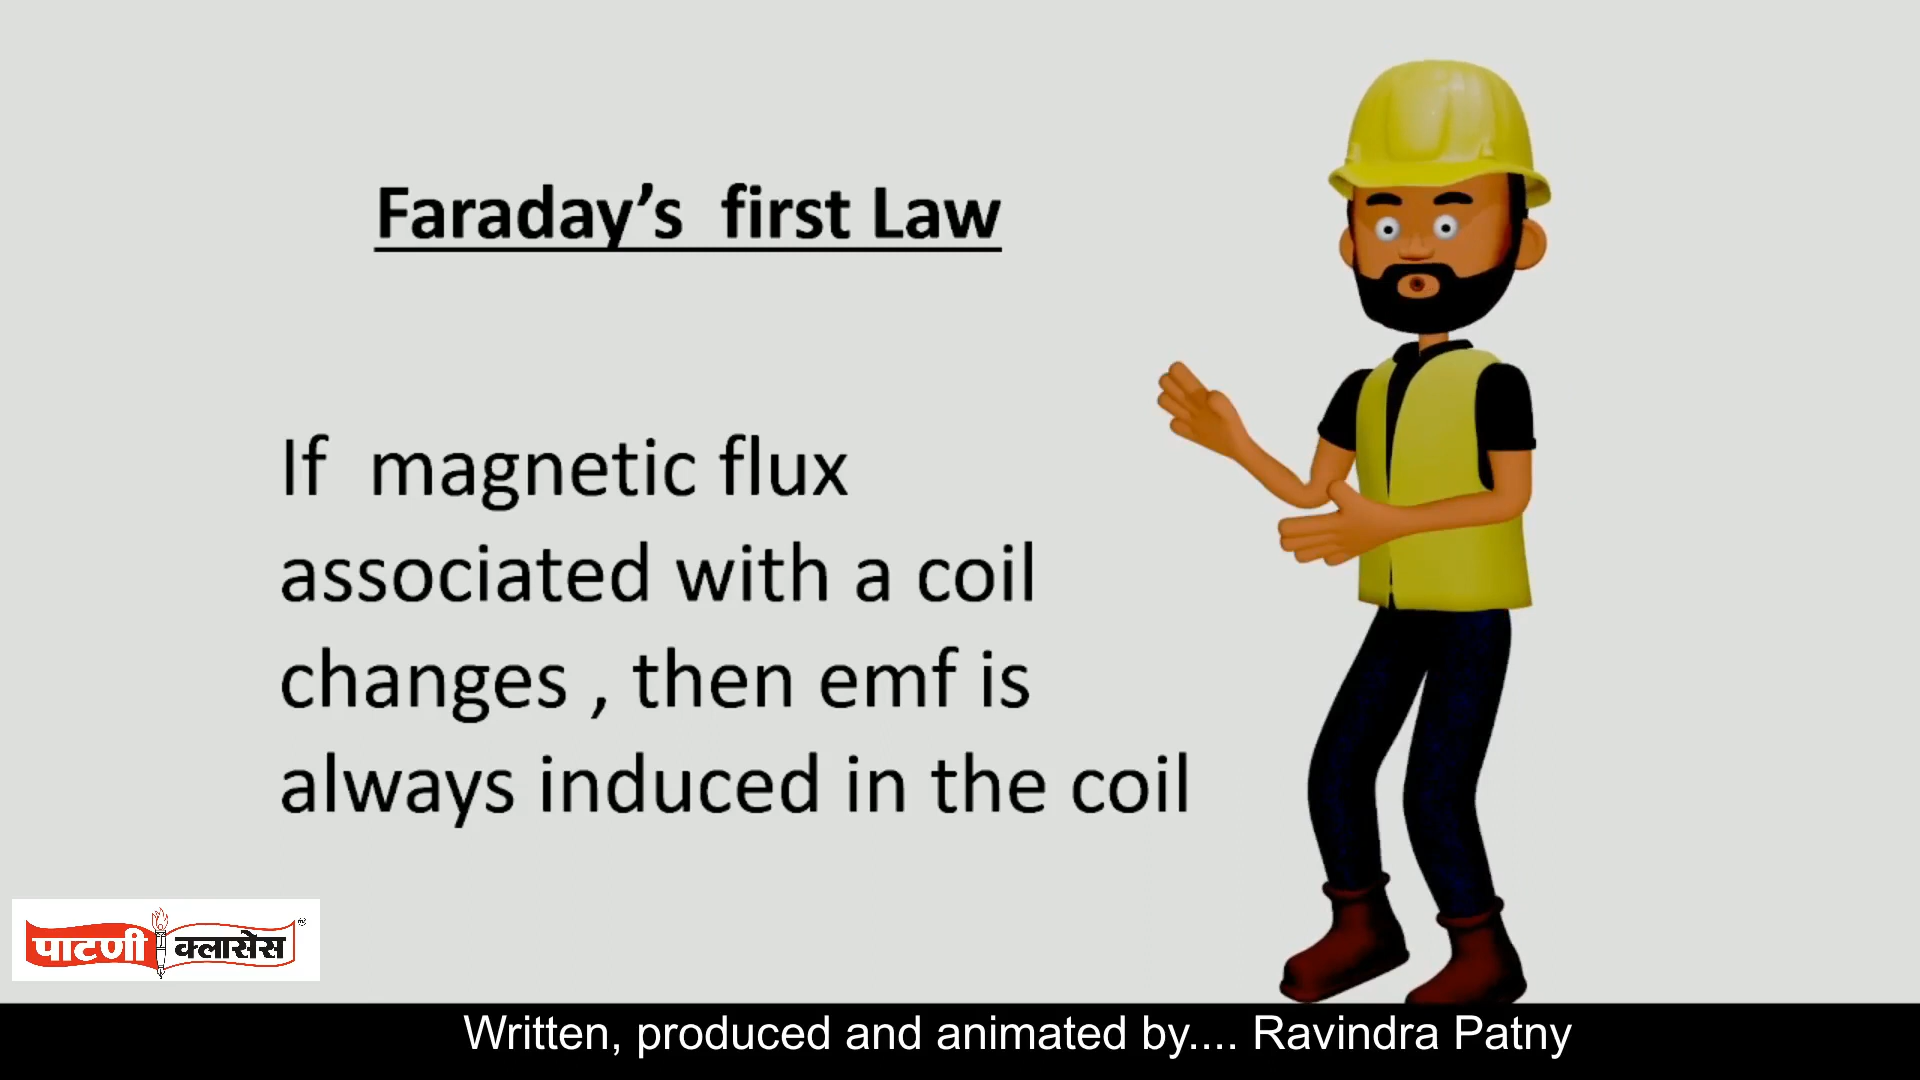 Faraday’s  first Law
If  magnetic flux
associated with a coil
changes , then emf is
always induced in the coil
पाटणी क्लासेस
Written, produced and animated by.... Ravindra Patny